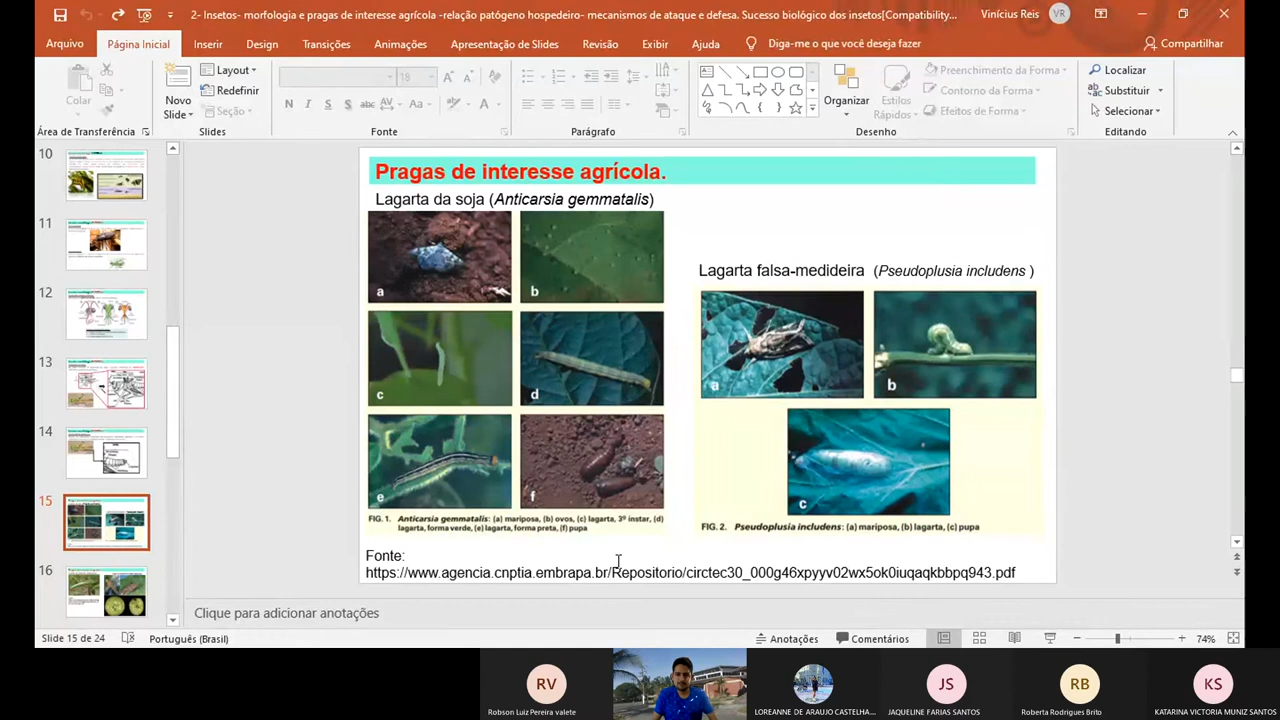 2- Insetos- morfologia e pragas de interesse agrícola -relação patógeno hospedeiro- mecanismos de ataque e defesa. Sucesso biológico dos insetos[Compatibility...
Vinícius Reis
VR
Arquivo
Página Inicial
Inserir
Design
Transições
Animações
Apresentação de Slides
Revisão
Exibir
Ajuda
Diga-me o que você deseja fazer
Compartilhar
Colar
Novo
Slide
Layout
Redefinir
Seção
18
N
I
S
S
abc
AV
Aa
A
Organizar
Estilos
Rápidos
Preenchimento da Forma
Contorno da Forma
Efeitos de Forma
Localizar
Substituir
Selecionar
Área de Transferência
Slides
Fonte
Parágrafo
Desenho
Editando
10
11
12
13
14
15
16
Pragas de interesse agrícola.
Lagarta da soja (Anticarsia gemmatalis)
a
b
c
d
e
f
FIG. 1. Anticarsia gemmatalis: (a) mariposa, (b) ovos, (c) lagarta, 3º instar, (d)
lagarta, forma verde, (e) lagarta, forma preta, (f) pupa
Lagarta falsa-medideira (Pseudoplusia includens )
a
b
c
FIG. 2. Pseudoplusia includens: (a) mariposa, (b) lagarta, (c) pupa
Fonte:
https://www.agencia.cnptia.embrapa.br/Repositorio/circtec30_000g46xpyyv02wx5ok0iuqaqkbbpq943.pdf
Clique para adicionar anotações
Slide 15 de 24
Português (Brasil)
Anotações
Comentários
74%
RV
Robson Luiz Pereira valete
LOREANNE DE ARAUJO CASTELHA...
JS
JAQUELINE FARIAS SANTOS
RB
Roberta Rodrigues Brito
KS
KATARINA VICTORIA MUNIZ SANTOS